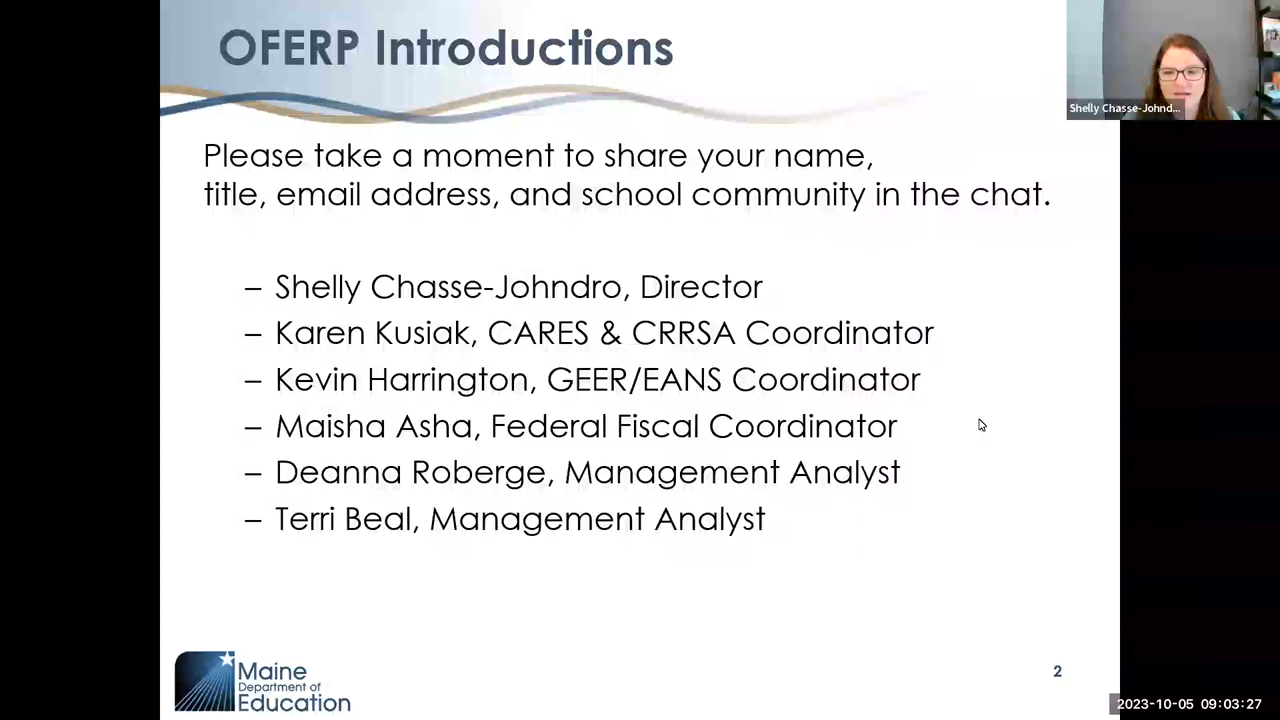 OFERP Introductions
Shelly Chasse-Johnd...
Please take a moment to share your name,
title, email address, and school community in the chat.
– Shelly Chasse-Johndro, Director
– Karen Kusiak, CARES & CRRSA Coordinator
– Kevin Harrington, GEER/EANS Coordinator
– Maisha Asha, Federal Fiscal Coordinator
– Deanna Roberge, Management Analyst
– Terri Beal, Management Analyst
Maine
Department of
Education
2
2023-10-05 09:03:27